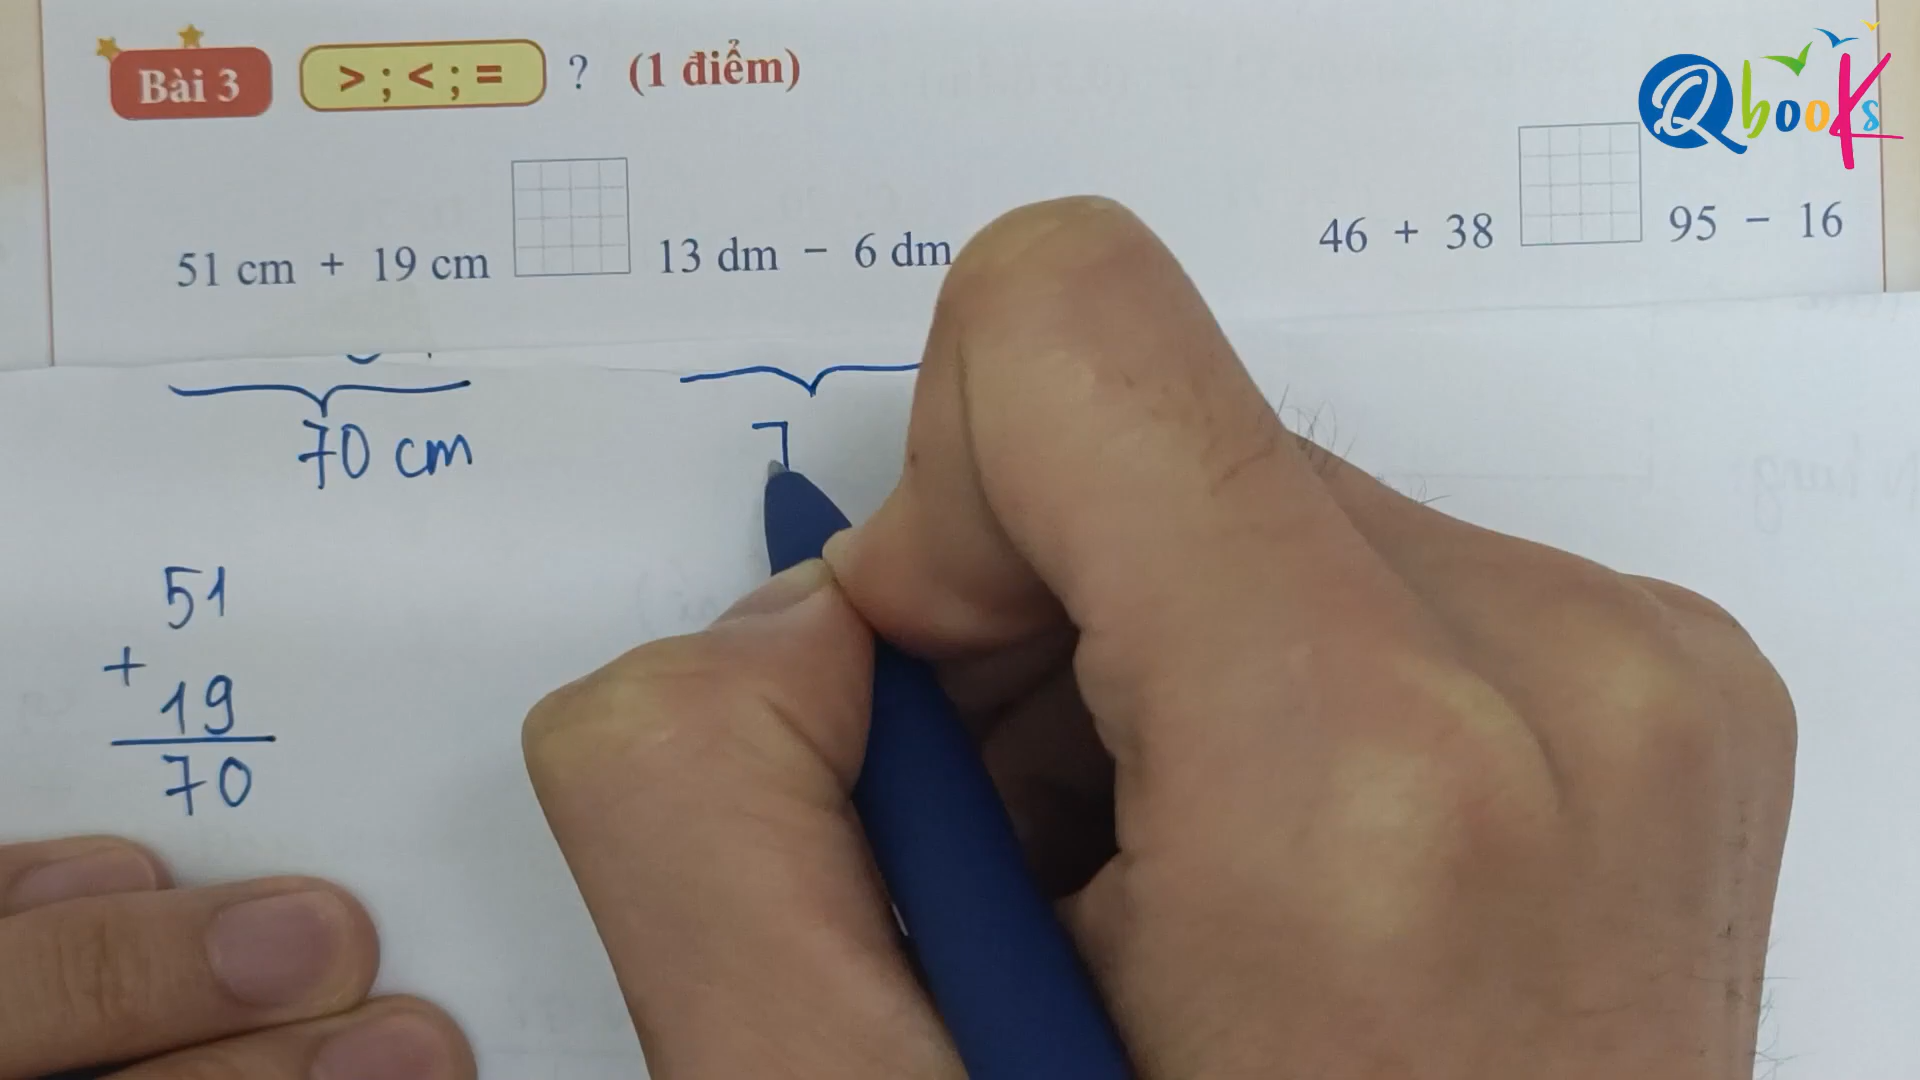 Bài 3 > ; < ; = ? (1 điểm)
Qbooks
51 cm + 19 cm 13 dm - 6 dm 46 + 38 95 - 16
70 cm 7
51
+
19
70